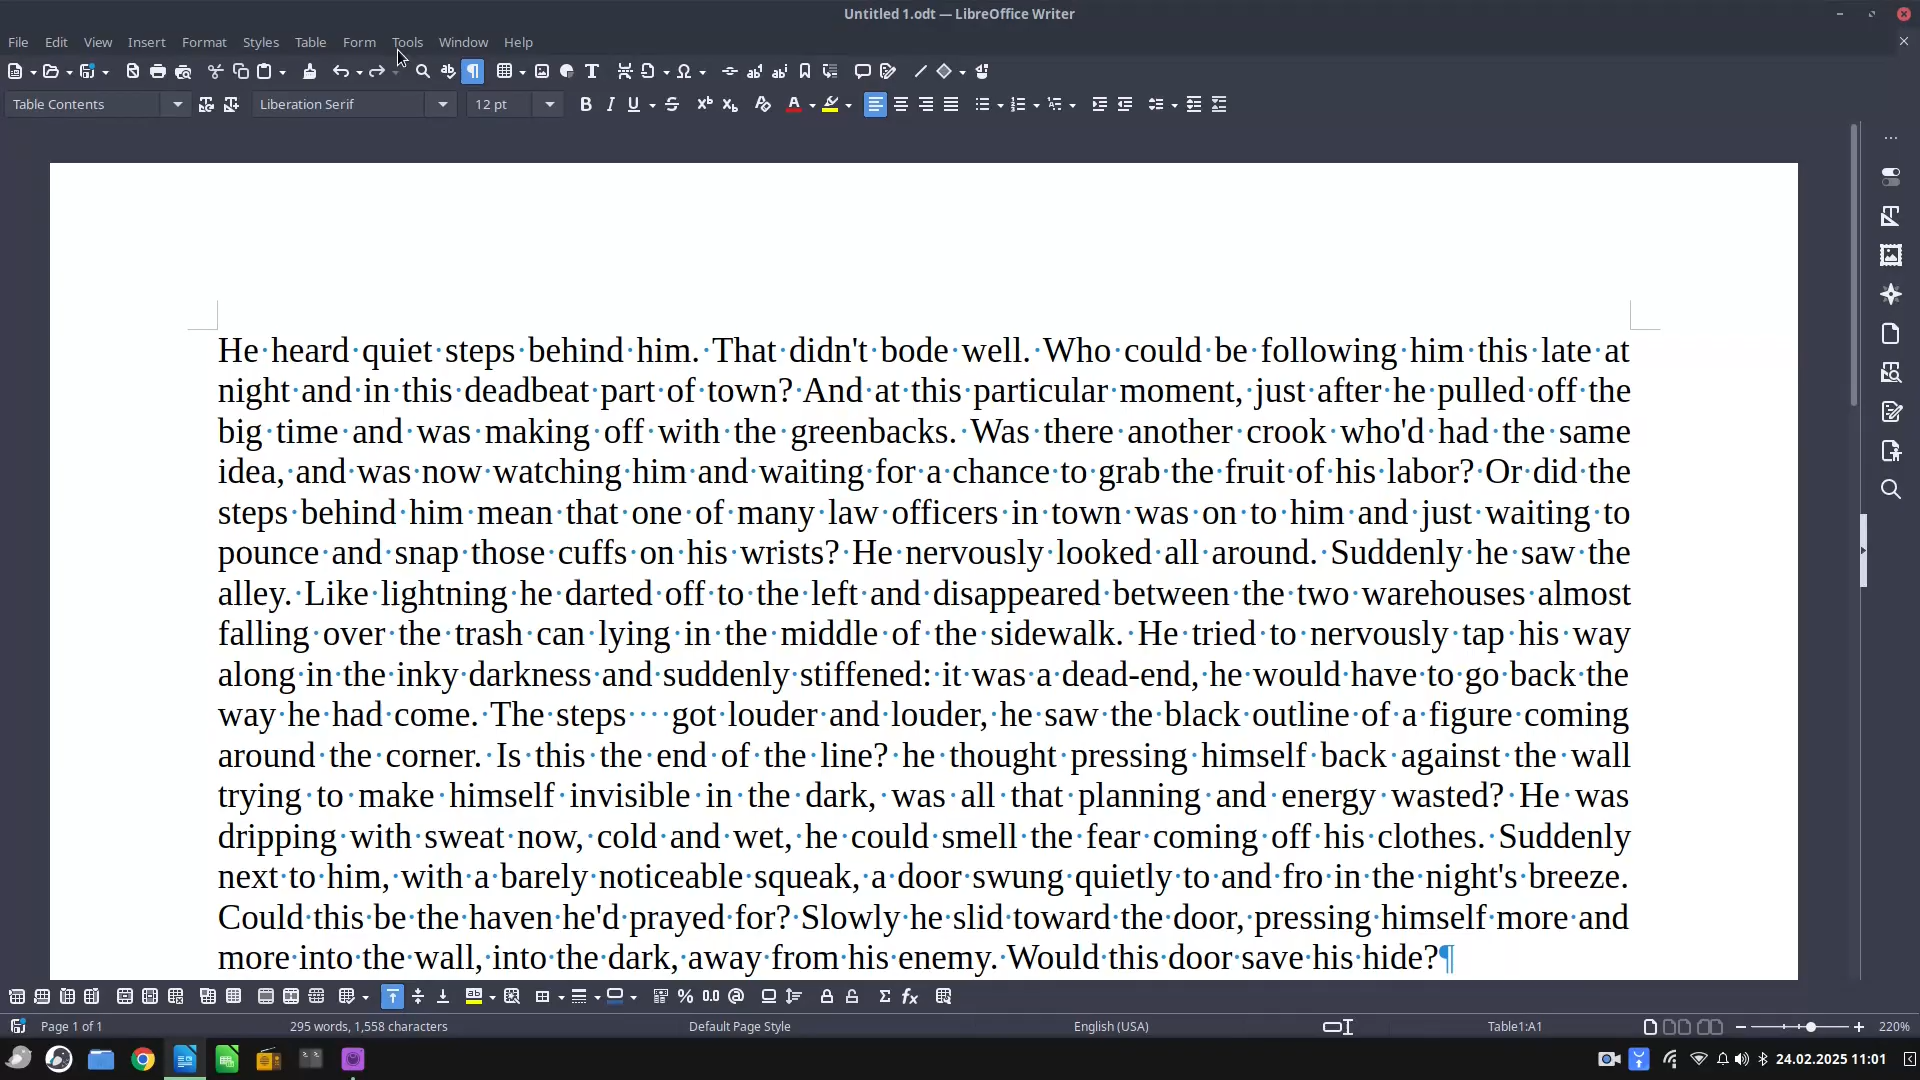 Untitled 1.odt — LibreOffice Writer
File Edit View Insert Format Styles Table Form Tools Window Help
Table Contents Liberation Serif 12 pt
He heard quiet steps behind him. That didn't bode well. Who could be following him this late at
night and in this deadbeat part of town? And at this particular moment, just after he pulled off the
big time and was making off with the greenbacks. Was there another crook who'd had the same
idea, and was now watching him and waiting for a chance to grab the fruit of his labor? Or did the
steps behind him mean that one of many law officers in town was on to him and just waiting to
pounce and snap those cuffs on his wrists? He nervously looked all around. Suddenly he saw the
alley. Like lightning he darted off to the left and disappeared between the two warehouses almost
falling over the trash can lying in the middle of the sidewalk. He tried to nervously tap his way
along in the inky darkness and suddenly stiffened: it was a dead-end, he would have to go back the
way he had come. The steps    got louder and louder, he saw the black outline of a figure coming
around the corner. Is this the end of the line? he thought pressing himself back against the wall
trying to make himself invisible in the dark, was all that planning and energy wasted? He was
dripping with sweat now, cold and wet, he could smell the fear coming off his clothes. Suddenly
next to him, with a barely noticeable squeak, a door swung quietly to and fro in the night's breeze.
Could this be the haven he'd prayed for? Slowly he slid toward the door, pressing himself more and
more into the wall, into the dark, away from his enemy. Would this door save his hide?¶
Page 1 of 1 295 words, 1,558 characters Default Page Style English (USA) Table1:A1 220%
24.02.2025 11:01